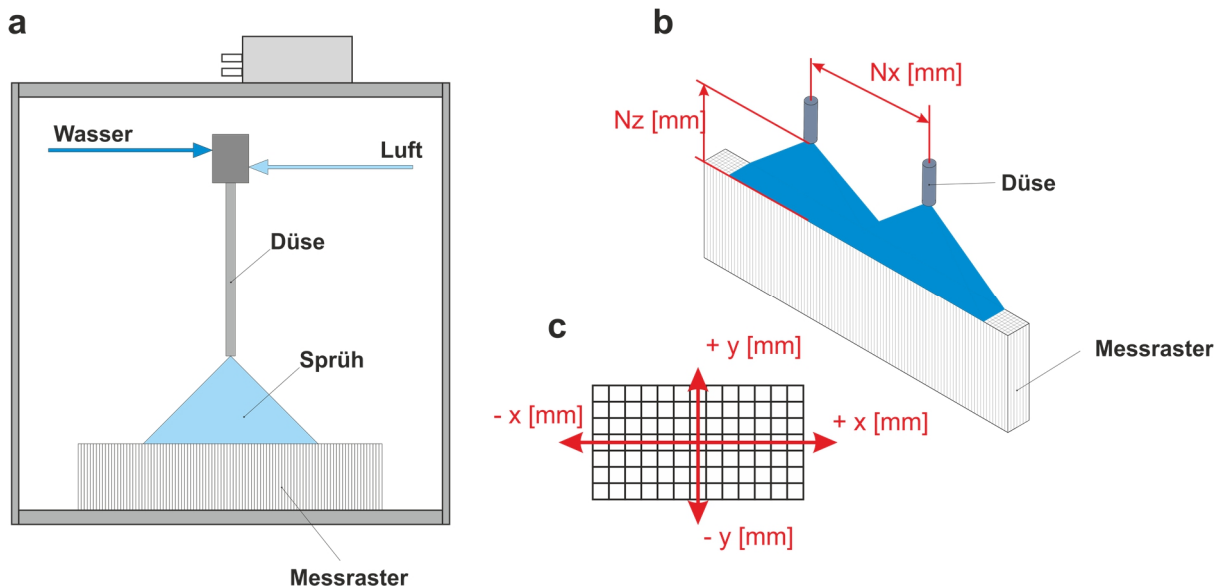 a
Wasser
Luft
Düse
Sprüh
Messraster
b
Nx [mm]
Nz [mm]
Düse
Messraster
c
+ y [mm]
- x [mm]
+ x [mm]
- y [mm]